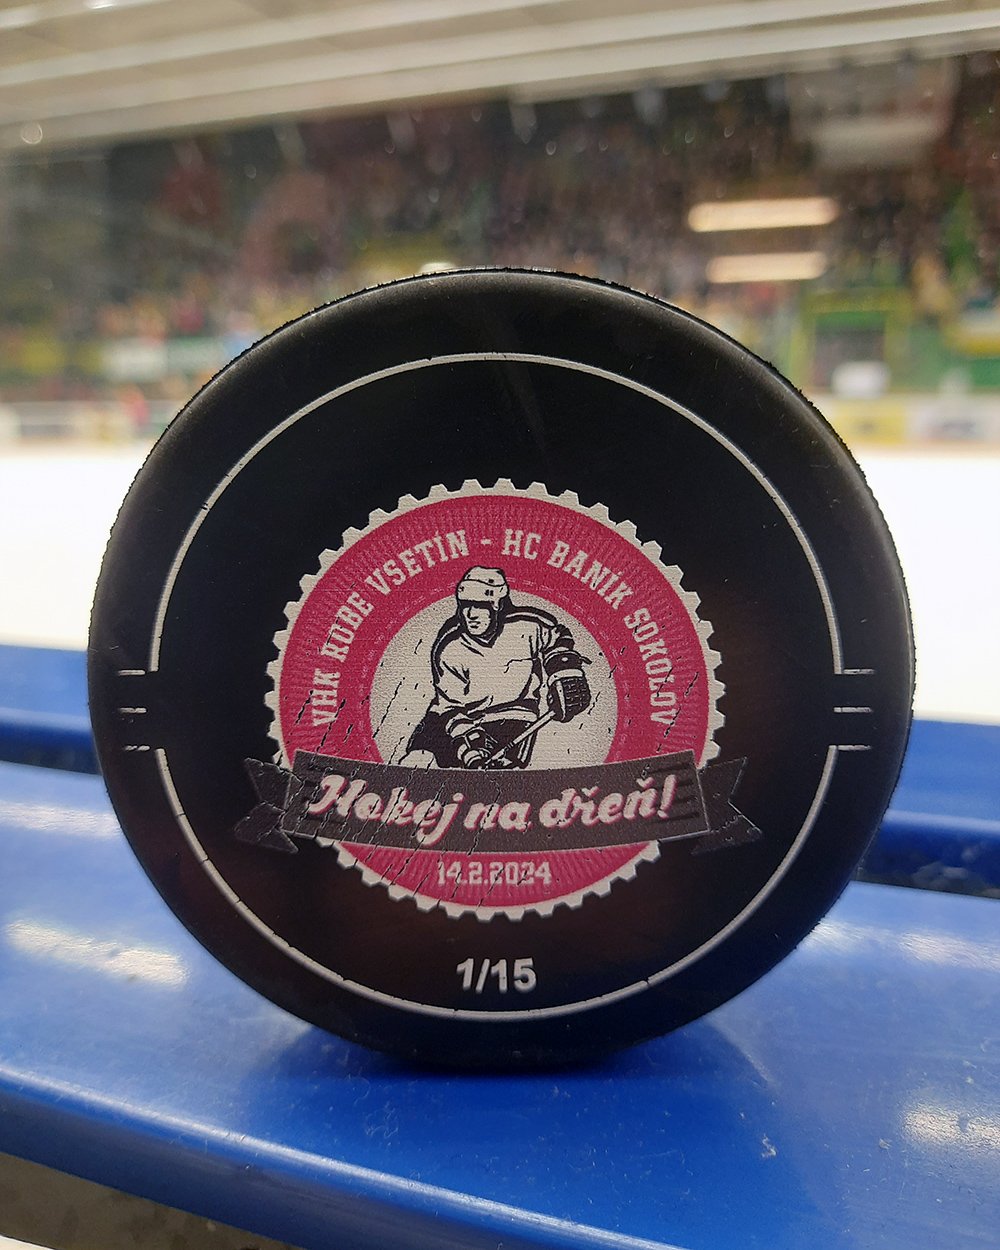 VHK ROBE VSETÍN - HC BANÍK SOKOLOV
Hokej na dřeň!
14.2.2024
1/15